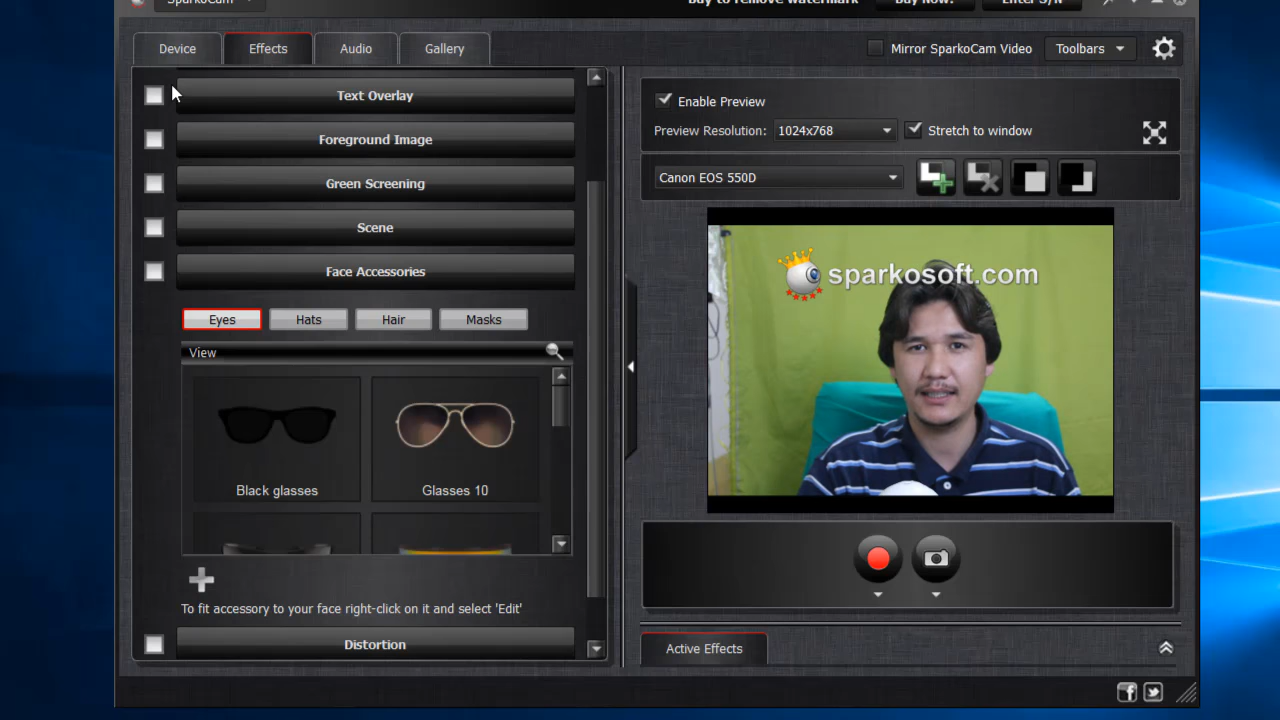 SparkoCam
Buy to remove watermark
Buy Now!
Enter S/N
Device
Effects
Audio
Gallery
Mirror SparkoCam Video
Toolbars
Text Overlay
Foreground Image
Green Screening
Scene
Face Accessories
Eyes
Hats
Hair
Masks
View
Black glasses
Glasses 10
To fit accessory to your face right-click on it and select 'Edit'
Distortion
Enable Preview
Preview Resolution:
1024x768
Stretch to window
Canon EOS 550D
sparkosoft.com
Active Effects